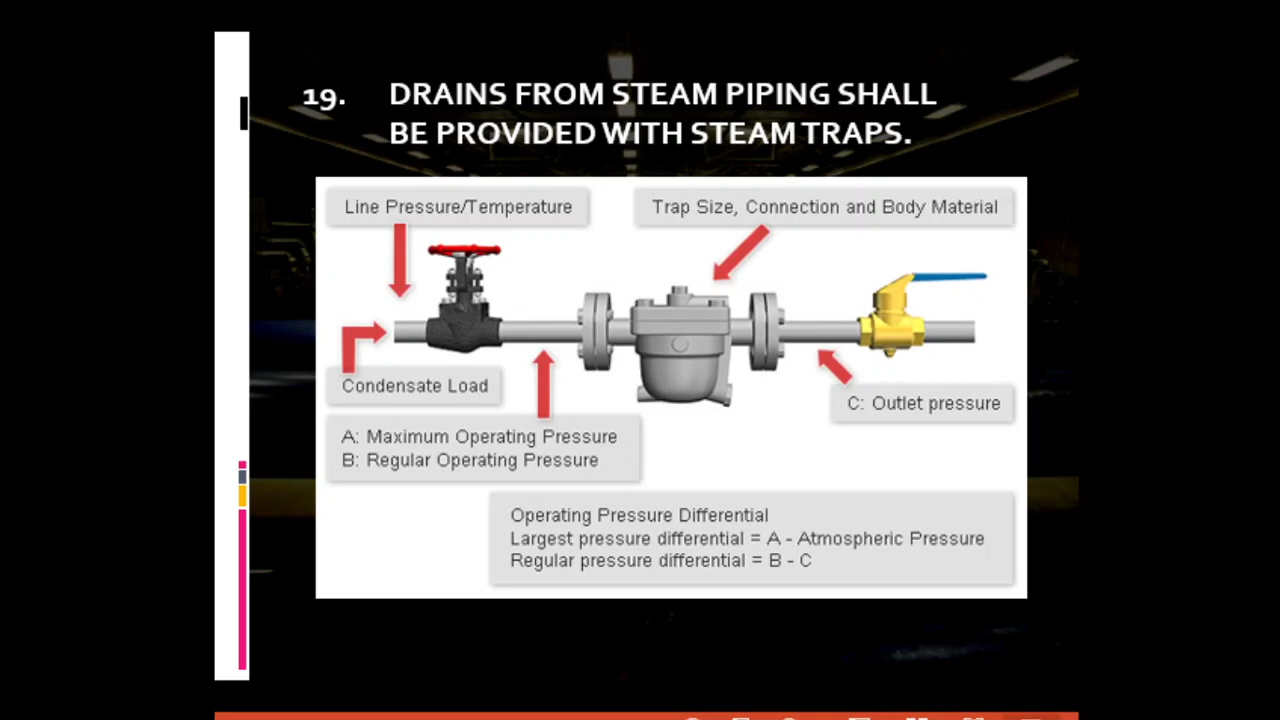 19. DRAINS FROM STEAM PIPING SHALL
BE PROVIDED WITH STEAM TRAPS.
Line Pressure/Temperature
Trap Size, Connection and Body Material
Condensate Load
C: Outlet pressure
A: Maximum Operating Pressure
B: Regular Operating Pressure
Operating Pressure Differential
Largest pressure differential = A - Atmospheric Pressure
Regular pressure differential = B - C